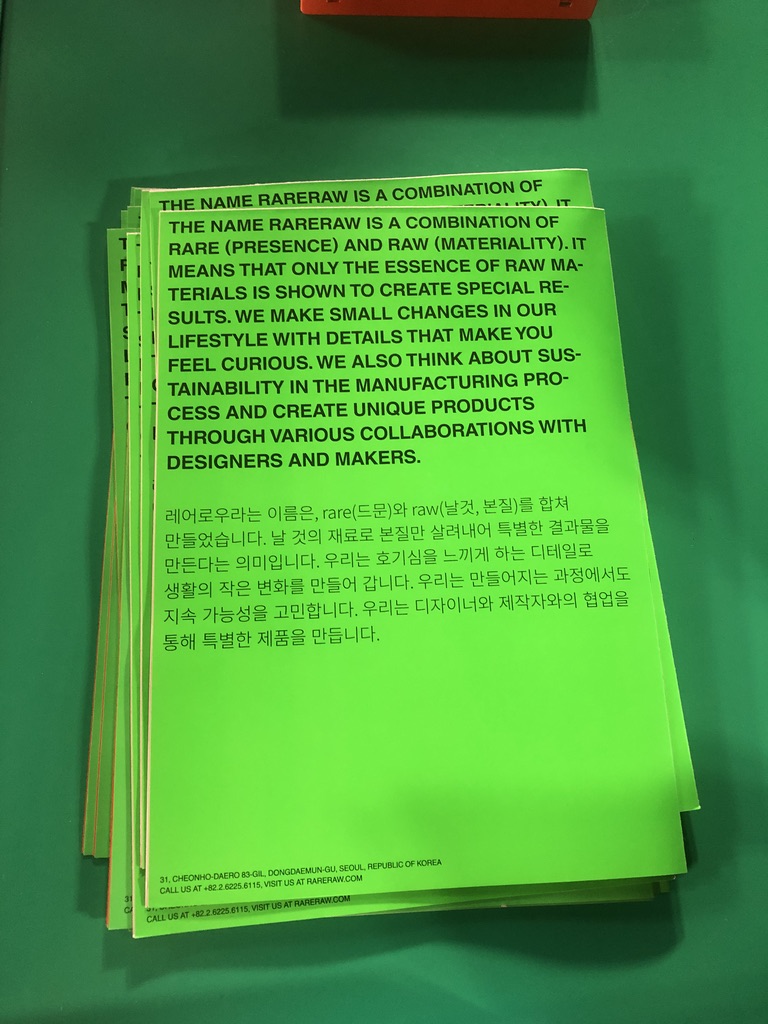 THE NAME RARERAW IS A COMBINATION OF
THE NAME RARERAW IS A COMBINATION OF
RARE (PRESENCE) AND RAW (MATERIALITY). IT
MEANS THAT ONLY THE ESSENCE OF RAW MA-
TERIALS IS SHOWN TO CREATE SPECIAL RE-
SULTS. WE MAKE SMALL CHANGES IN OUR
LIFESTYLE WITH DETAILS THAT MAKE YOU
FEEL CURIOUS. WE ALSO THINK ABOUT SUS-
TAINABILITY IN THE MANUFACTURING PRO-
CESS AND CREATE UNIQUE PRODUCTS
THROUGH VARIOUS COLLABORATIONS WITH
DESIGNERS AND MAKERS.
레어로우라는 이름은, rare(드문)와 raw(날것, 본질)를 합쳐
만들었습니다. 날 것의 재료로 본질만 살려내어 특별한 결과물을
만든다는 의미입니다. 우리는 호기심을 느끼게 하는 디테일로
생활의 작은 변화를 만들어 갑니다. 우리는 만들어지는 과정에서도
지속 가능성을 고민합니다. 우리는 디자이너와 제작자와의 협업을
통해 특별한 제품을 만듭니다.
31, CHEONHO-DAERO 83-GIL, DONGDAEMUN-GU, SEOUL, REPUBLIC OF KOREA
CALL US AT +82.2.6225.6115, VISIT US AT RARERAW.COM
CALL US AT +82.2.6225.6115, VISIT US AT RARERAW.COM